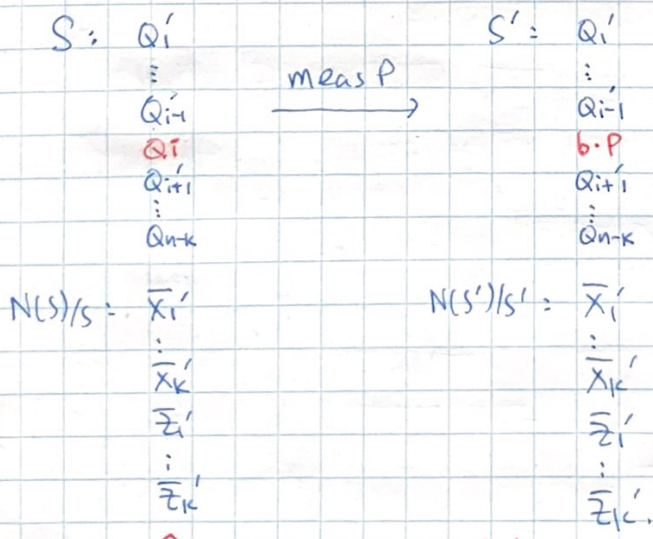 S: Q₁′ S′: Q₁′
⋮ meas P ⋮
Qᵢ₋₁′ Qᵢ₋₁′
Qᵢ b·P
Qᵢ₊₁′ Qᵢ₊₁′
⋮ ⋮
Qₙ₋ₖ Qₙ₋ₖ
N(S)/S: X̅₁′ N(S′)/S′: X̅₁′
⋮ ⋮
X̅ₖ′ X̅ₖ′
Z̅₁′ Z̅₁′
⋮ ⋮
Z̅ₖ′ Z̅ₖ′.